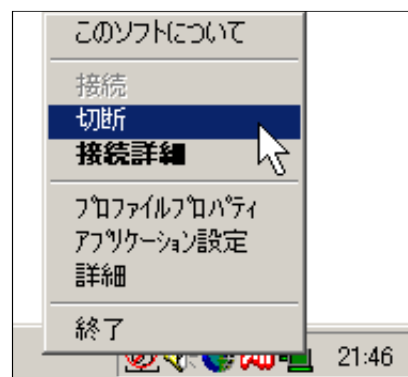 このソフトについて
接続
切断
接続詳細
ﾌﾟﾛﾌｧｲﾙﾌﾟﾛﾊﾟﾃｨ
ｱﾌﾟﾘｹｰｼｮﾝ設定
詳細
終了
21:46